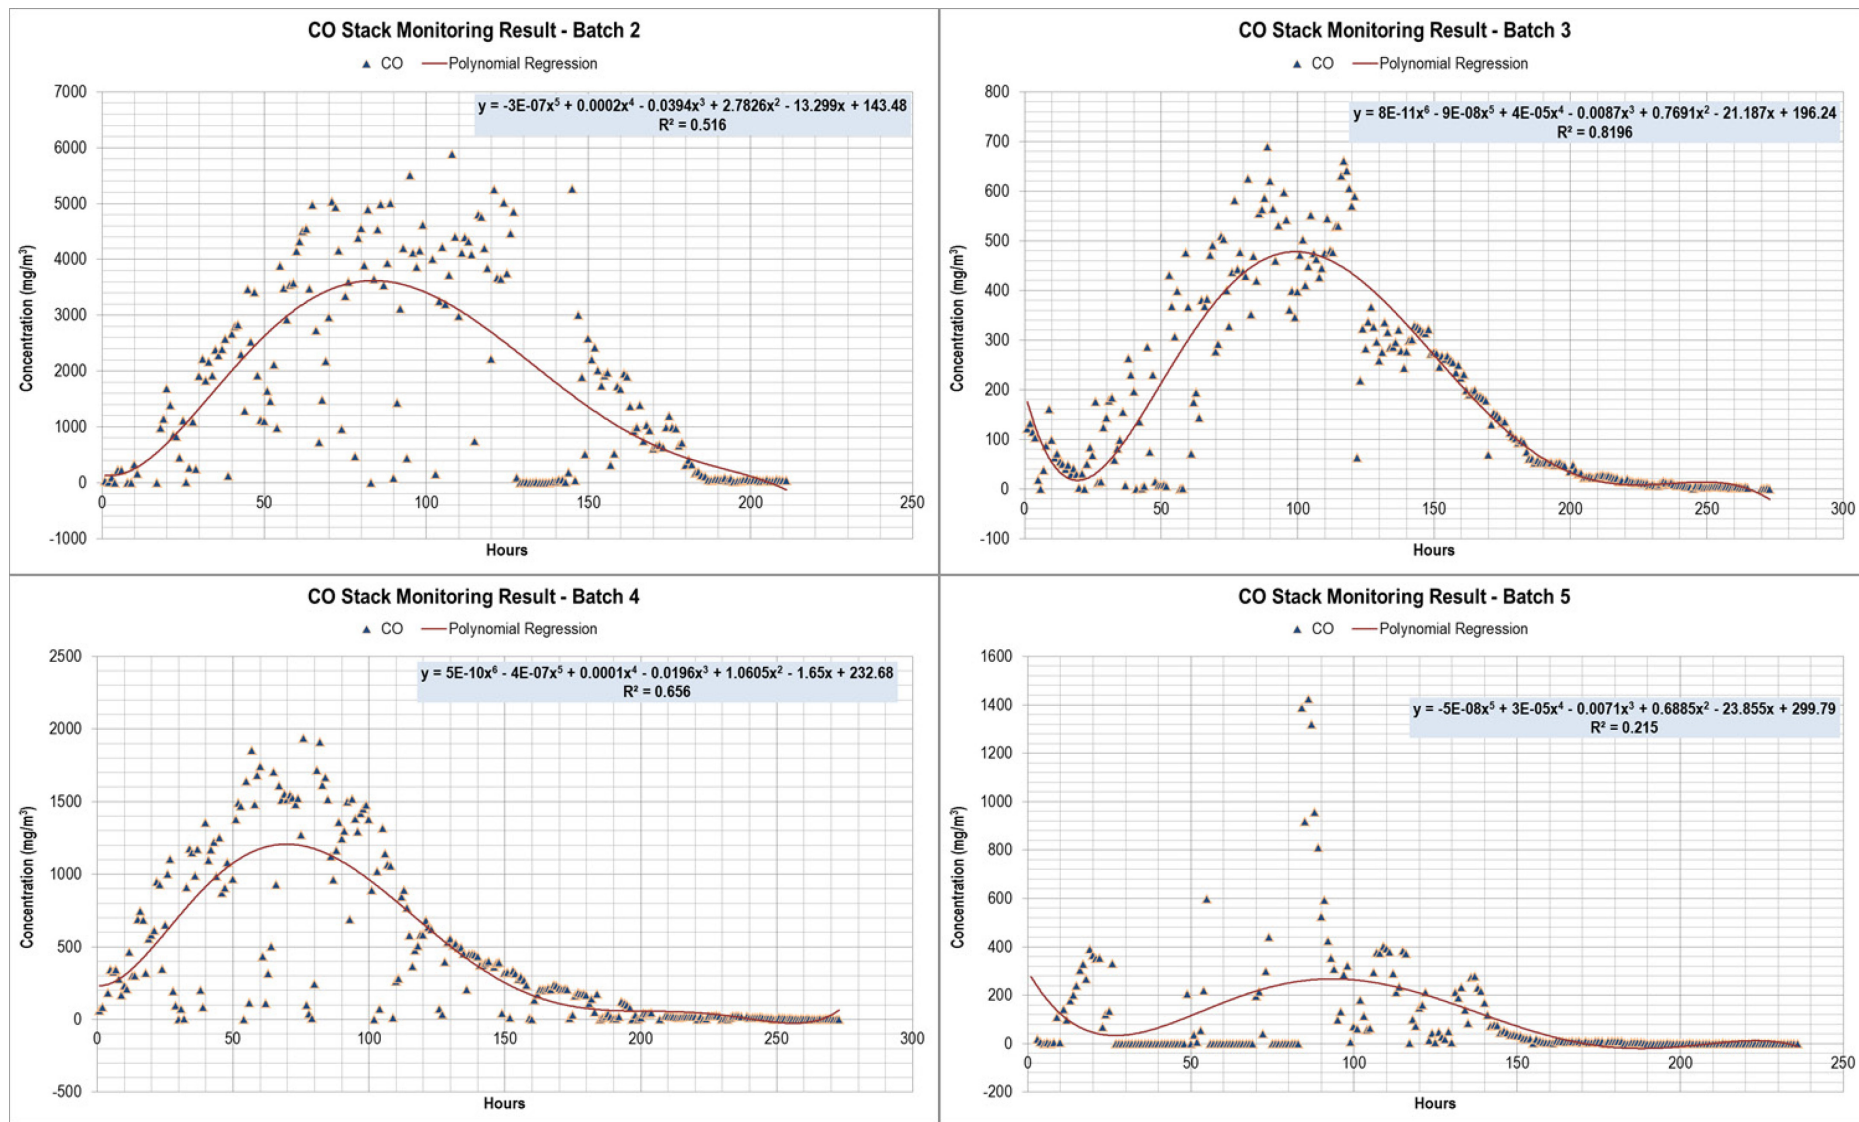 CO Stack Monitoring Result - Batch 2
CO Polynomial Regression
y = -3E-07x⁵ + 0.0002x⁴ - 0.0394x³ + 2.7826x² - 13.299x + 143.48
R² = 0.516
Concentration (mg/m³)
7000
6000
5000
4000
3000
2000
1000
0
-1000
0 50 100 150 200 250
Hours
CO Stack Monitoring Result - Batch 3
CO Polynomial Regression
y = 8E-11x⁶ - 9E-08x⁵ + 4E-05x⁴ - 0.0087x³ + 0.7691x² - 21.187x + 196.24
R² = 0.8196
Concentration (mg/m³)
800
700
600
500
400
300
200
100
0
-100
0 50 100 150 200 250 300
Hours
CO Stack Monitoring Result - Batch 4
CO Polynomial Regression
y = 5E-10x⁶ - 4E-07x⁵ + 0.0001x⁴ - 0.0196x³ + 1.0605x² - 1.65x + 232.68
R² = 0.656
Concentration (mg/m³)
2500
2000
1500
1000
500
0
-500
0 50 100 150 200 250 300
Hours
CO Stack Monitoring Result - Batch 5
CO Polynomial Regression
y = -5E-08x⁵ + 3E-05x⁴ - 0.0071x³ + 0.6885x² - 23.855x + 299.79
R² = 0.215
Concentration (mg/m³)
1600
1400
1200
1000
800
600
400
200
0
-200
0 50 100 150 200 250
Hours